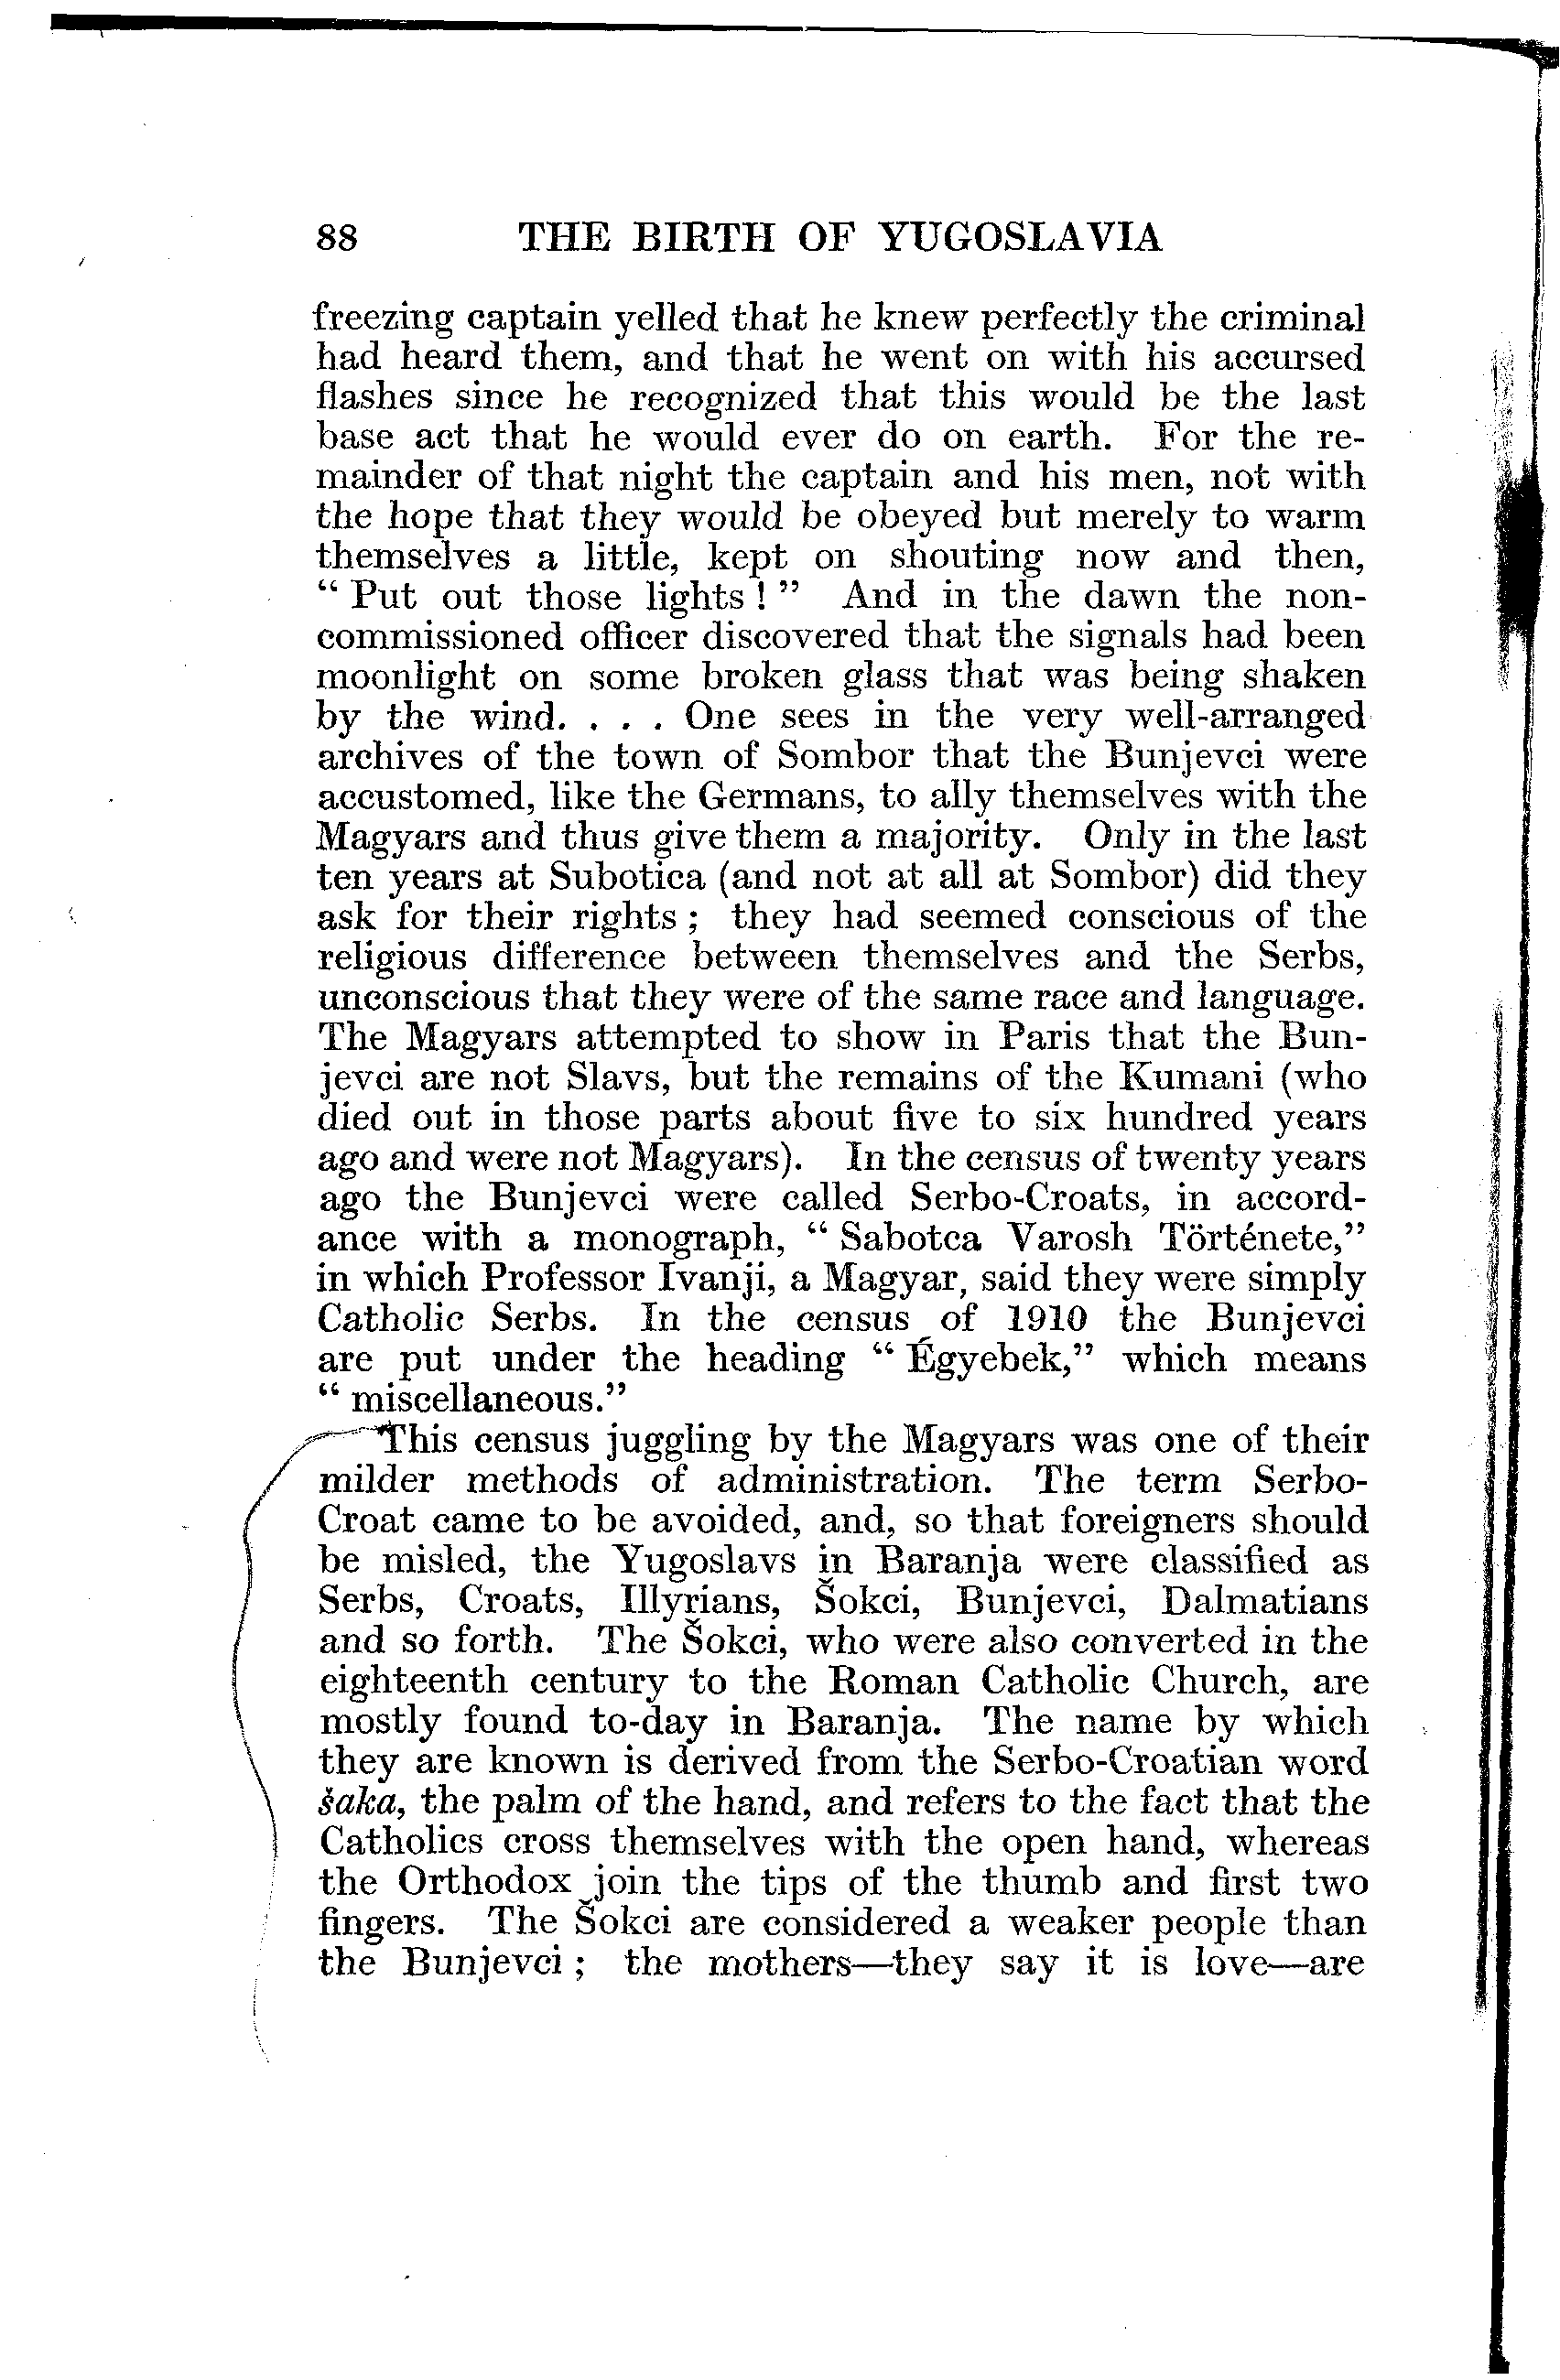 88 THE BIRTH OF YUGOSLAVIA
freezing captain yelled that he knew perfectly the criminal
had heard them, and that he went on with his accursed
flashes since he recognized that this would be the last
base act that he would ever do on earth. For the re-
mainder of that night the captain and his men, not with
the hope that they would be obeyed but merely to warm
themselves a little, kept on shouting now and then,
“ Put out those lights ! ” And in the dawn the non-
commissioned officer discovered that the signals had been
moonlight on some broken glass that was being shaken
by the wind. . . . One sees in the very well-arranged
archives of the town of Sombor that the Bunjevci were
accustomed, like the Germans, to ally themselves with the
Magyars and thus give them a majority. Only in the last
ten years at Subotica (and not at all at Sombor) did they
ask for their rights ; they had seemed conscious of the
religious difference between themselves and the Serbs,
unconscious that they were of the same race and language.
The Magyars attempted to show in Paris that the Bun-
jevci are not Slavs, but the remains of the Kumani (who
died out in those parts about five to six hundred years
ago and were not Magyars). In the census of twenty years
ago the Bunjevci were called Serbo-Croats, in accord-
ance with a monograph, “ Sabotca Varosh Története,”
in which Professor Ivanji, a Magyar, said they were simply
Catholic Serbs. In the census of 1910 the Bunjevci
are put under the heading “ Égyebek,” which means
“ miscellaneous.”
This census juggling by the Magyars was one of their
milder methods of administration. The term Serbo-
Croat came to be avoided, and, so that foreigners should
be misled, the Yugoslavs in Baranja were classified as
Serbs, Croats, Illyrians, Šokci, Bunjevci, Dalmatians
and so forth. The Šokci, who were also converted in the
eighteenth century to the Roman Catholic Church, are
mostly found to-day in Baranja. The name by which
they are known is derived from the Serbo-Croatian word
šaka, the palm of the hand, and refers to the fact that the
Catholics cross themselves with the open hand, whereas
the Orthodox join the tips of the thumb and first two
fingers. The Šokci are considered a weaker people than
the Bunjevci ; the mothers—they say it is love—are